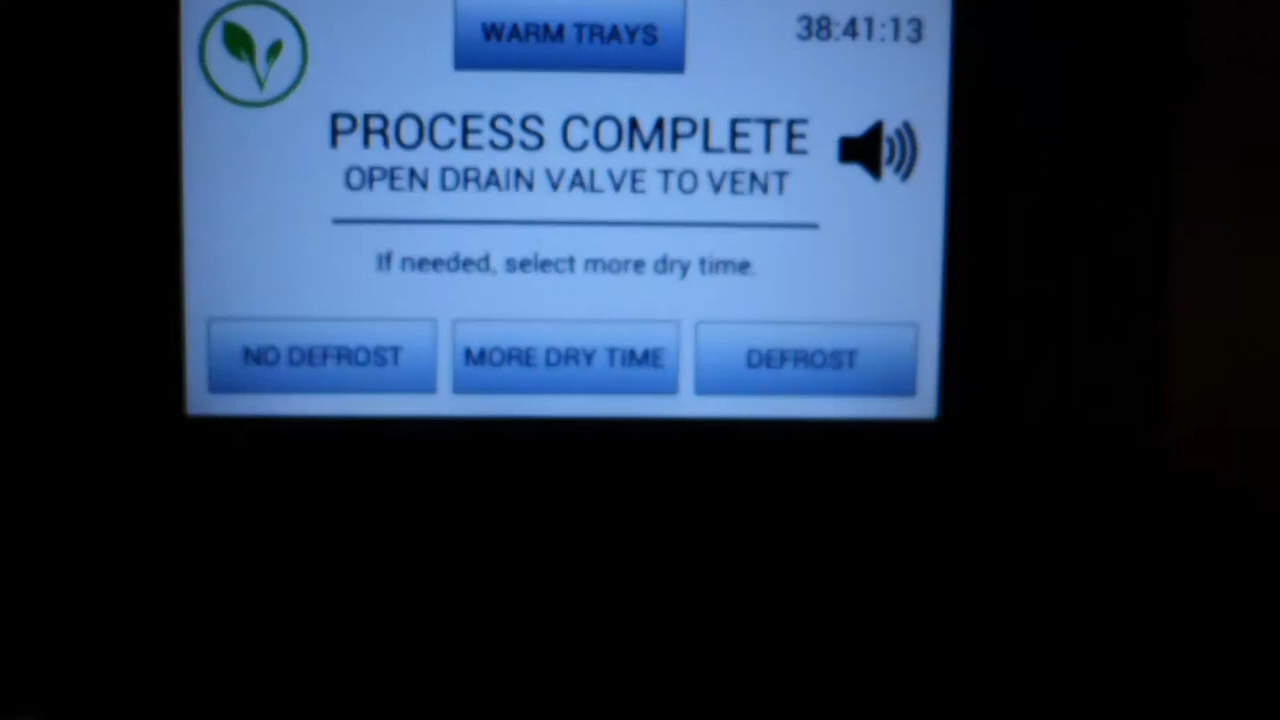 WARM TRAYS
38:41:13
PROCESS COMPLETE
OPEN DRAIN VALVE TO VENT
If needed, select more dry time.
NO DEFROST
MORE DRY TIME
DEFROST